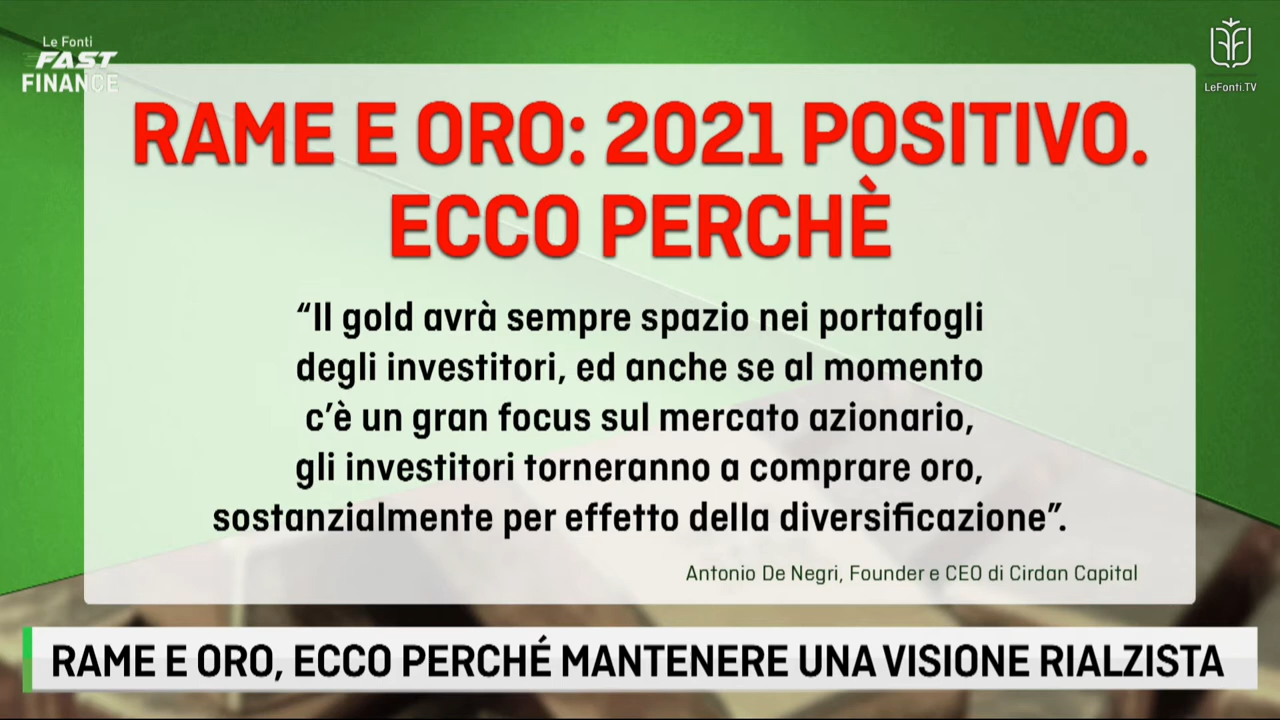 Le Fonti
FAST
FINANCE
LeFonti.TV
RAME E ORO: 2021 POSITIVO.
ECCO PERCHÈ
“Il gold avrà sempre spazio nei portafogli
degli investitori, ed anche se al momento
c’è un gran focus sul mercato azionario,
gli investitori torneranno a comprare oro,
sostanzialmente per effetto della diversificazione”.
Antonio De Negri, Founder e CEO di Cirdan Capital
RAME E ORO, ECCO PERCHÉ MANTENERE UNA VISIONE RIALZISTA